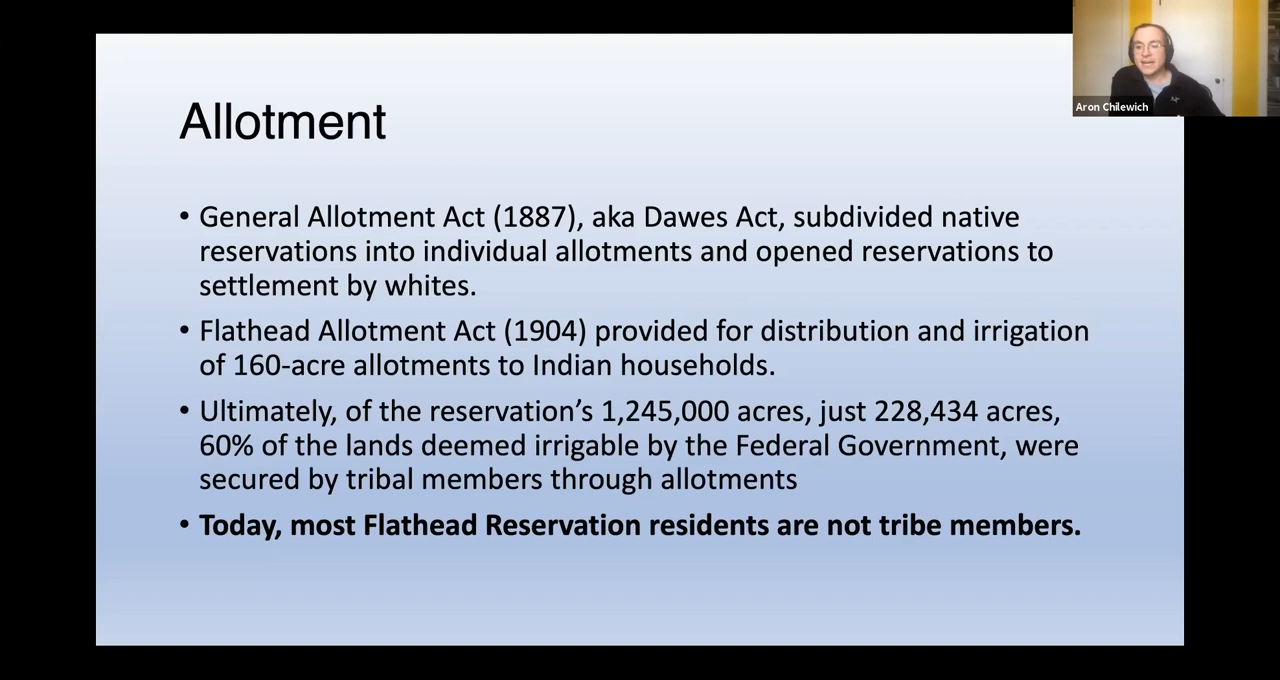 Aron Chilewich
Allotment
• General Allotment Act (1887), aka Dawes Act, subdivided native
reservations into individual allotments and opened reservations to
settlement by whites.
• Flathead Allotment Act (1904) provided for distribution and irrigation
of 160-acre allotments to Indian households.
• Ultimately, of the reservation’s 1,245,000 acres, just 228,434 acres,
60% of the lands deemed irrigable by the Federal Government, were
secured by tribal members through allotments
• Today, most Flathead Reservation residents are not tribe members.